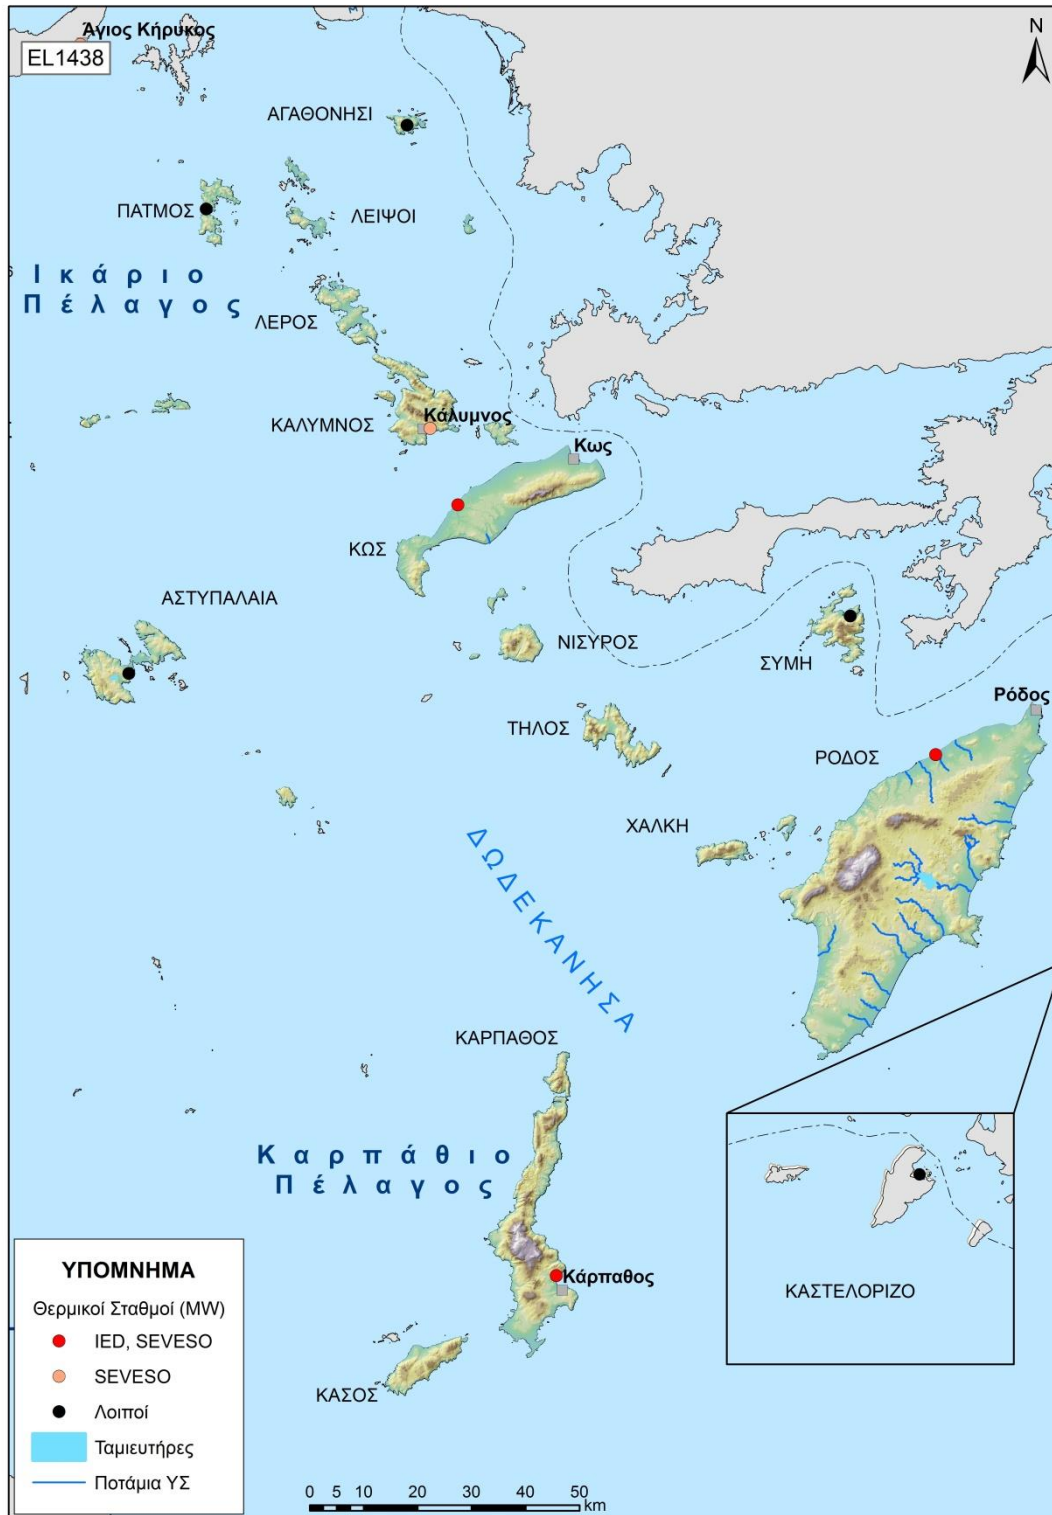 Άγιος Κήρυκος
N
EL1438
ΑΓΑΘΟΝΗΣΙ
ΠΑΤΜΟΣ
ΛΕΙΨΟΙ
Ικάριο
Πέλαγος
ΛΕΡΟΣ
ΚΑΛΥΜΝΟΣ
Κάλυμνος
Κως
ΚΩΣ
ΑΣΤΥΠΑΛΑΙΑ
ΝΙΣΥΡΟΣ
ΣΥΜΗ
Ρόδος
ΤΗΛΟΣ
ΡΟΔΟΣ
ΧΑΛΚΗ
ΔΩΔΕΚΑΝΗΣΑ
ΚΑΡΠΑΘΟΣ
Καρπάθιο
Πέλαγος
Κάρπαθος
ΚΑΣΤΕΛΟΡΙΖΟ
ΚΑΣΟΣ
ΥΠΟΜΝΗΜΑ
Θερμικοί Σταθμοί (MW)
IED, SEVESO
SEVESO
Λοιποί
Ταμιευτήρες
Ποτάμια ΥΣ
0 5 10 20 30 40 50
km